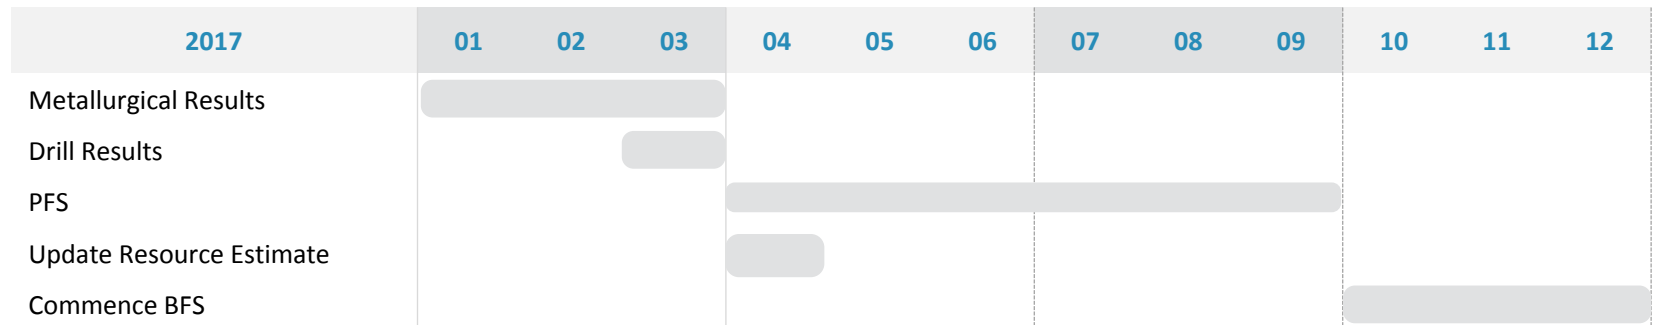 2017 01 02 03 04 05 06 07 08 09 10 11 12
Metallurgical Results
Drill Results
PFS
Update Resource Estimate
Commence BFS